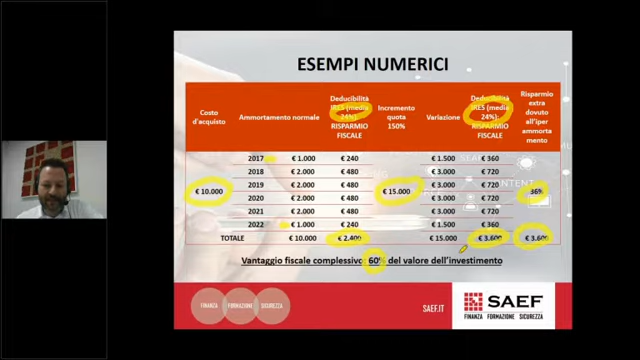 ESEMPI NUMERICI
Costo d'acquisto
Ammortamento normale
Deducibilità IRES (media 24%): RISPARMIO FISCALE
Incremento quota 150%
Variazione
Deducibilità IRES (media 24%): RISPARMIO FISCALE
Risparmio extra dovuto all'iper ammorta mento
2017 € 1.000 € 240 € 1.500 € 360
2018 € 2.000 € 480 € 3.000 € 720
2019 € 2.000 € 480 € 3.000 € 720
€ 10.000 € 15.000 36%
2020 € 2.000 € 480 € 3.000 € 720
2021 € 2.000 € 480 € 3.000 € 720
2022 € 1.000 € 240 € 1.500 € 360
TOTALE € 10.000 € 2.400 € 15.000 € 3.600 € 3.600
Vantaggio fiscale complessivo: 60% del valore dell'investimento
FINANZA FORMAZIONE SICUREZZA
SAEF.IT
SAEF
FINANZA FORMAZIONE SICUREZZA